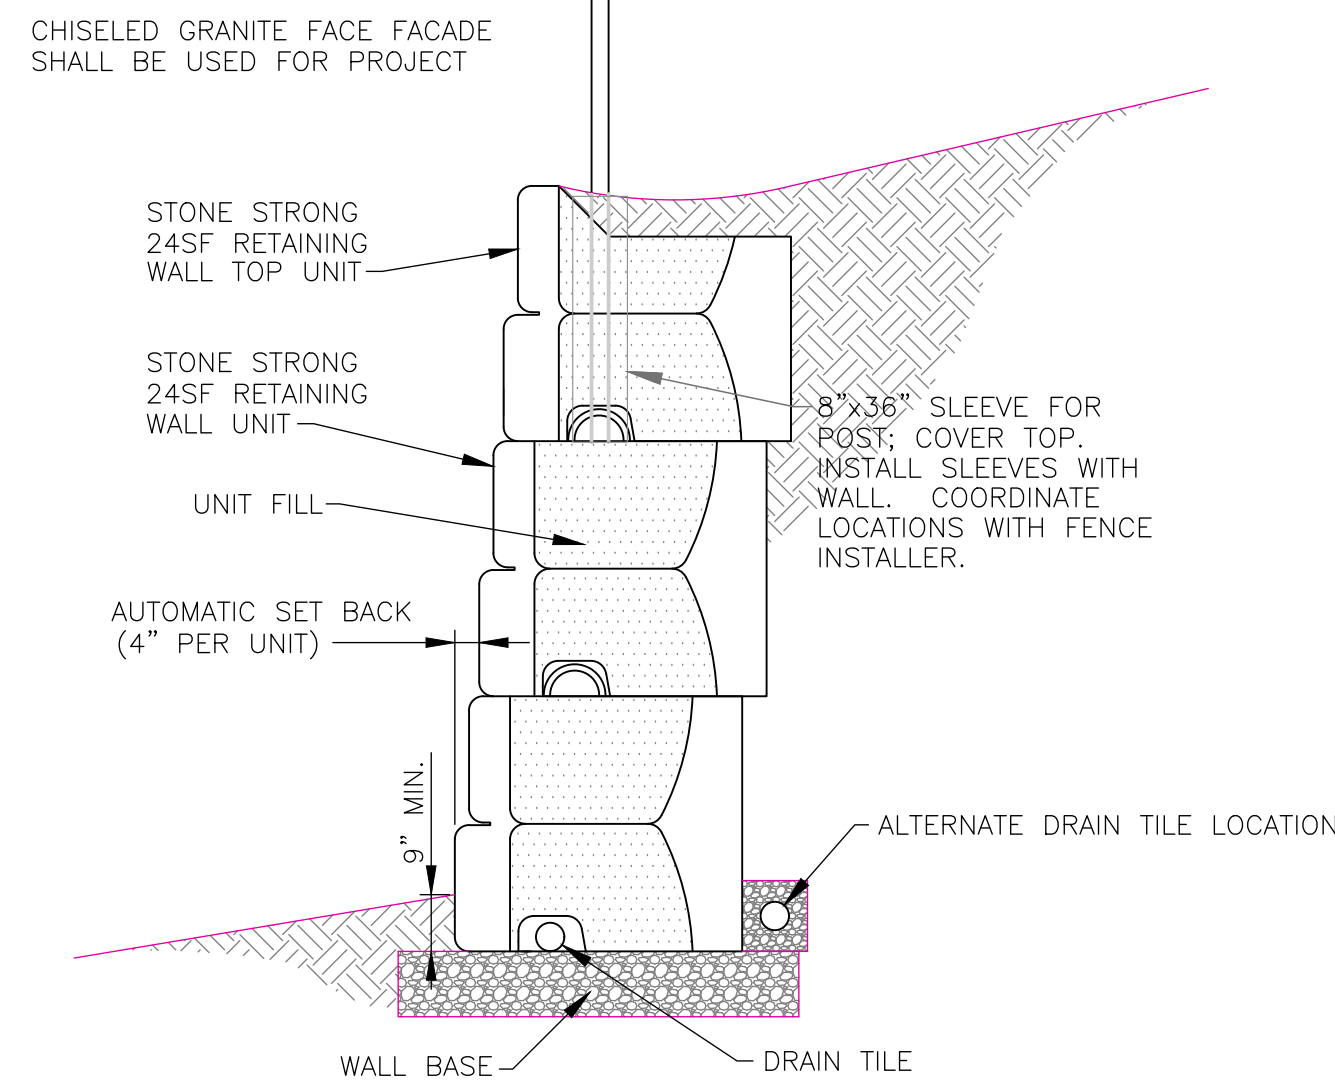 CHISELED GRANITE FACE FACADE
SHALL BE USED FOR PROJECT
STONE STRONG
24SF RETAINING
WALL TOP UNIT
STONE STRONG
24SF RETAINING
WALL UNIT
8"x36" SLEEVE FOR
POST; COVER TOP.
INSTALL SLEEVES WITH
WALL. COORDINATE
LOCATIONS WITH FENCE
INSTALLER.
UNIT FILL
AUTOMATIC SET BACK
(4" PER UNIT)
9" MIN.
ALTERNATE DRAIN TILE LOCATION
WALL BASE
DRAIN TILE